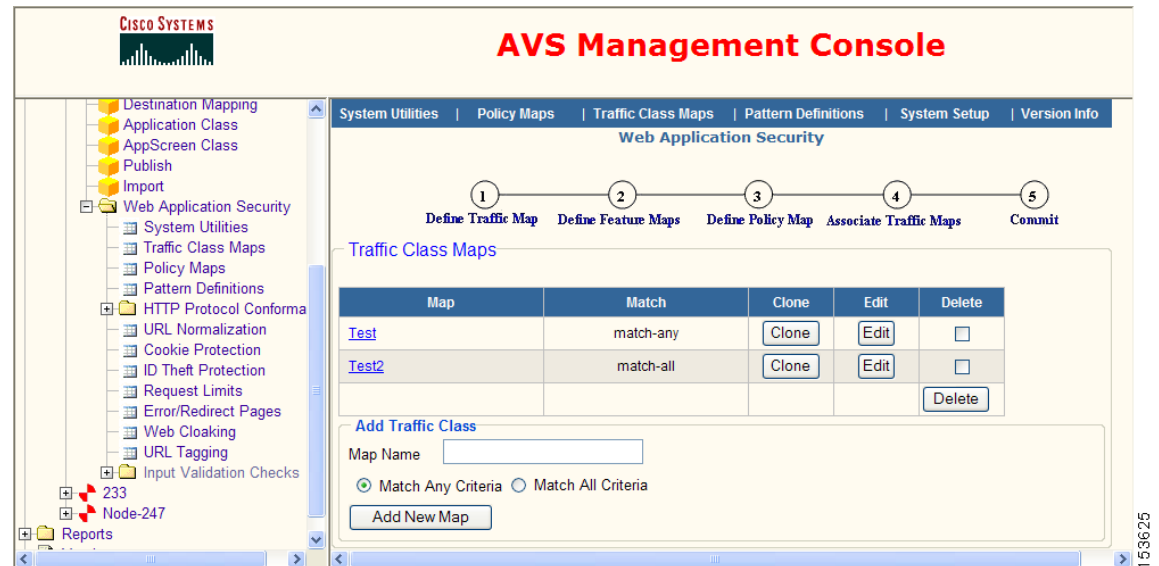 CISCO SYSTEMS
AVS Management Console
Destination Mapping
Application Class
AppScreen Class
Publish
Import
Web Application Security
System Utilities
Traffic Class Maps
Policy Maps
Pattern Definitions
HTTP Protocol Conforma
URL Normalization
Cookie Protection
ID Theft Protection
Request Limits
Error/Redirect Pages
Web Cloaking
URL Tagging
Input Validation Checks
233
Node-247
Reports
System Utilities | Policy Maps | Traffic Class Maps | Pattern Definitions | System Setup | Version Info
Web Application Security
1 2 3 4 5
Define Traffic Map Define Feature Maps Define Policy Map Associate Traffic Maps Commit
Traffic Class Maps
Map Match Clone Edit Delete
Test match-any Clone Edit
Test2 match-all Clone Edit
Delete
Add Traffic Class
Map Name
Match Any Criteria Match All Criteria
Add New Map
153625